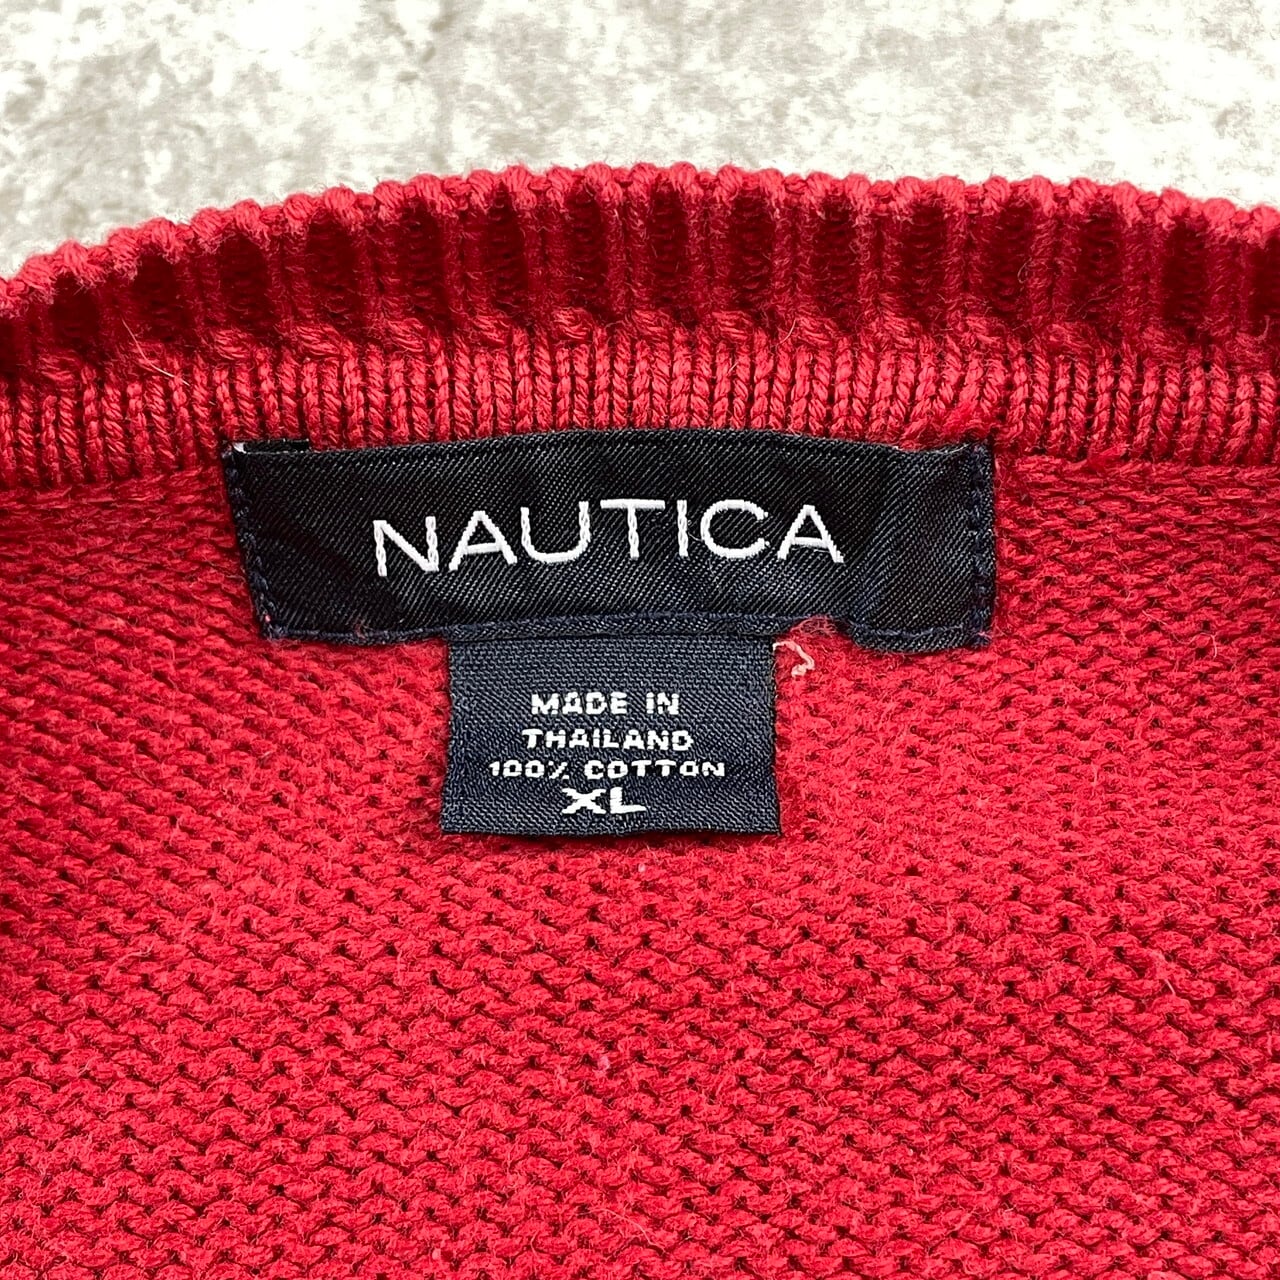 NAUTICA
MADE IN
THAILAND
100% COTTON
XL